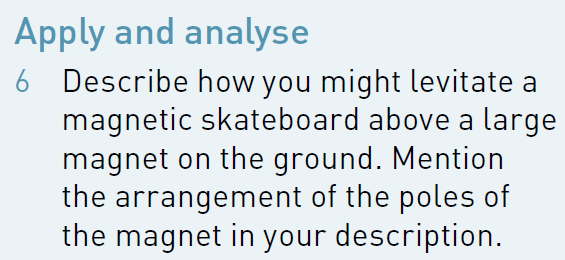 Apply and analyse
6 Describe how you might levitate a
magnetic skateboard above a large
magnet on the ground. Mention
the arrangement of the poles of
the magnet in your description.